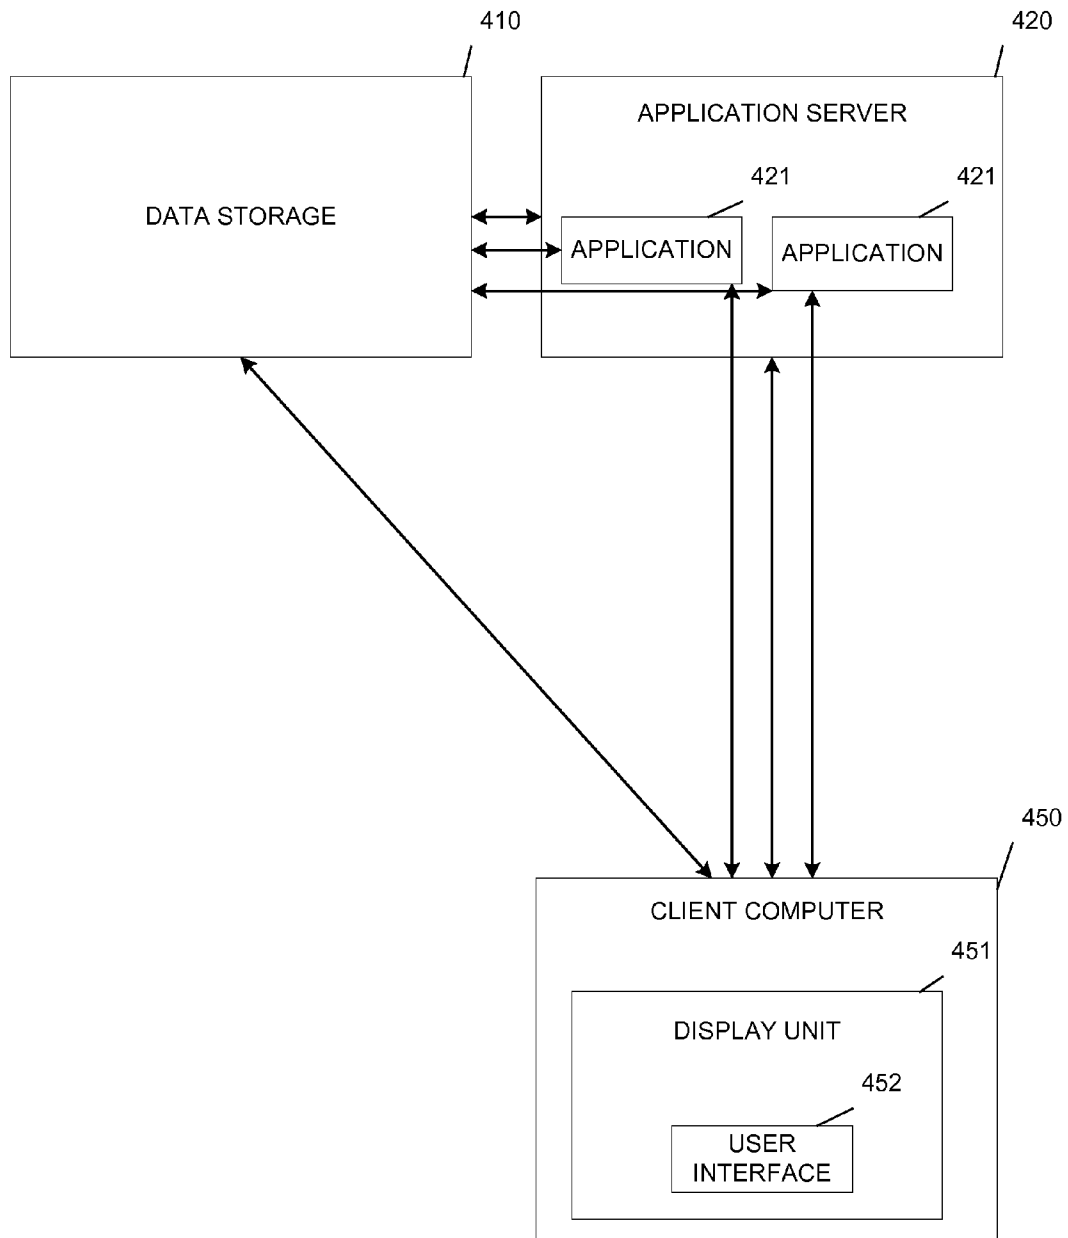 410
420
APPLICATION SERVER
421
421
DATA STORAGE
APPLICATION
APPLICATION
450
CLIENT COMPUTER
451
DISPLAY UNIT
452
USER
INTERFACE